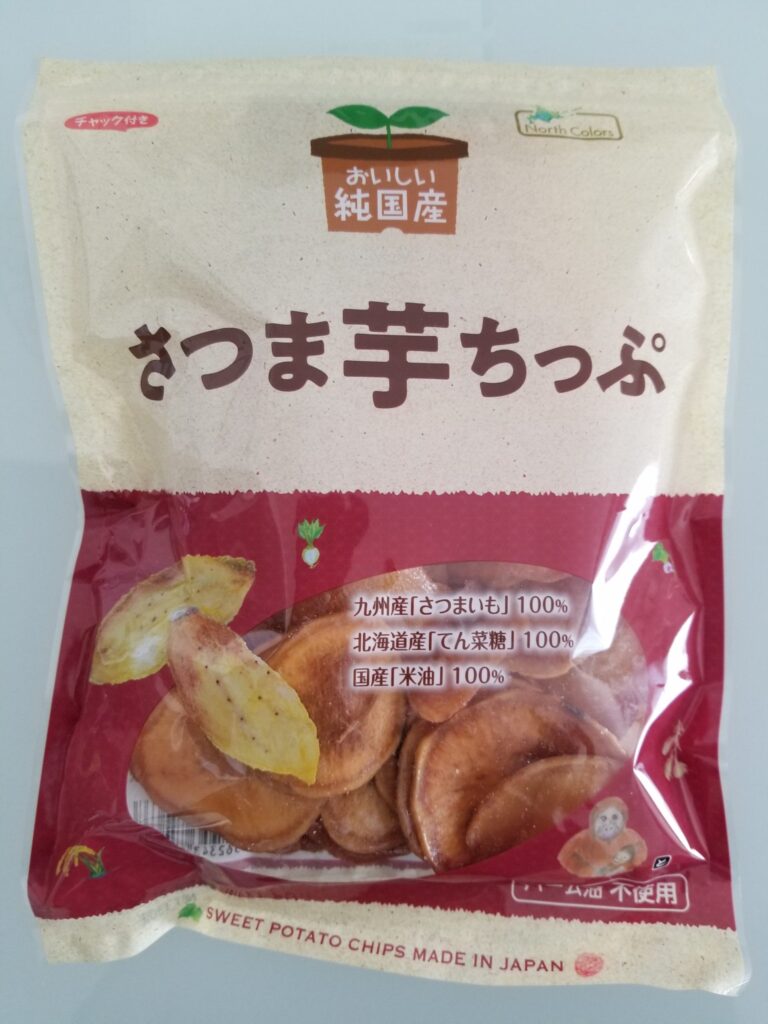 チャック付き
North Colors
おいしい
純国産
さつま芋ちっぷ
九州産「さつまいも」100%
北海道産「てん菜糖」100%
国産「米油」100%
パーム油 不使用
SWEET POTATO CHIPS MADE IN JAPAN